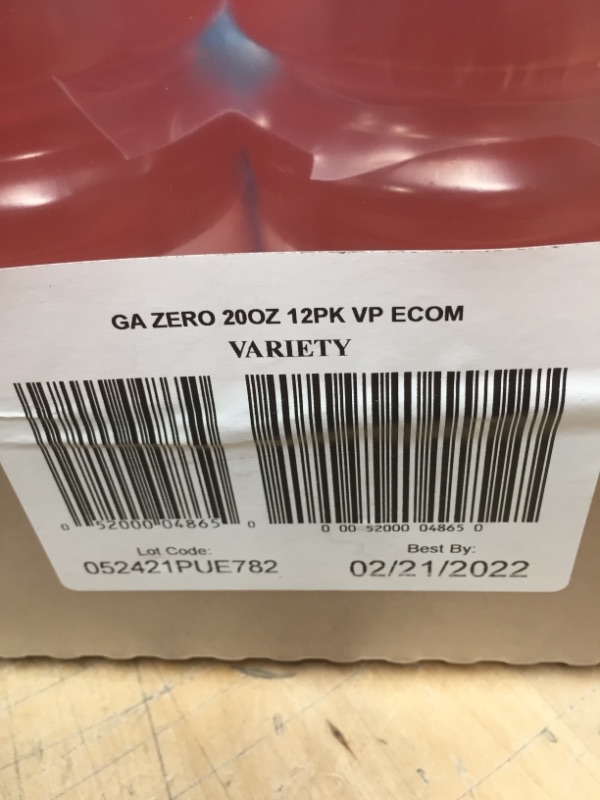 GA ZERO 20OZ 12PK VP ECOM
VARIETY
0 52000 04865 0
0 00 52000 04865 0
Lot Code:
052421PUE782
Best By:
02/21/2022